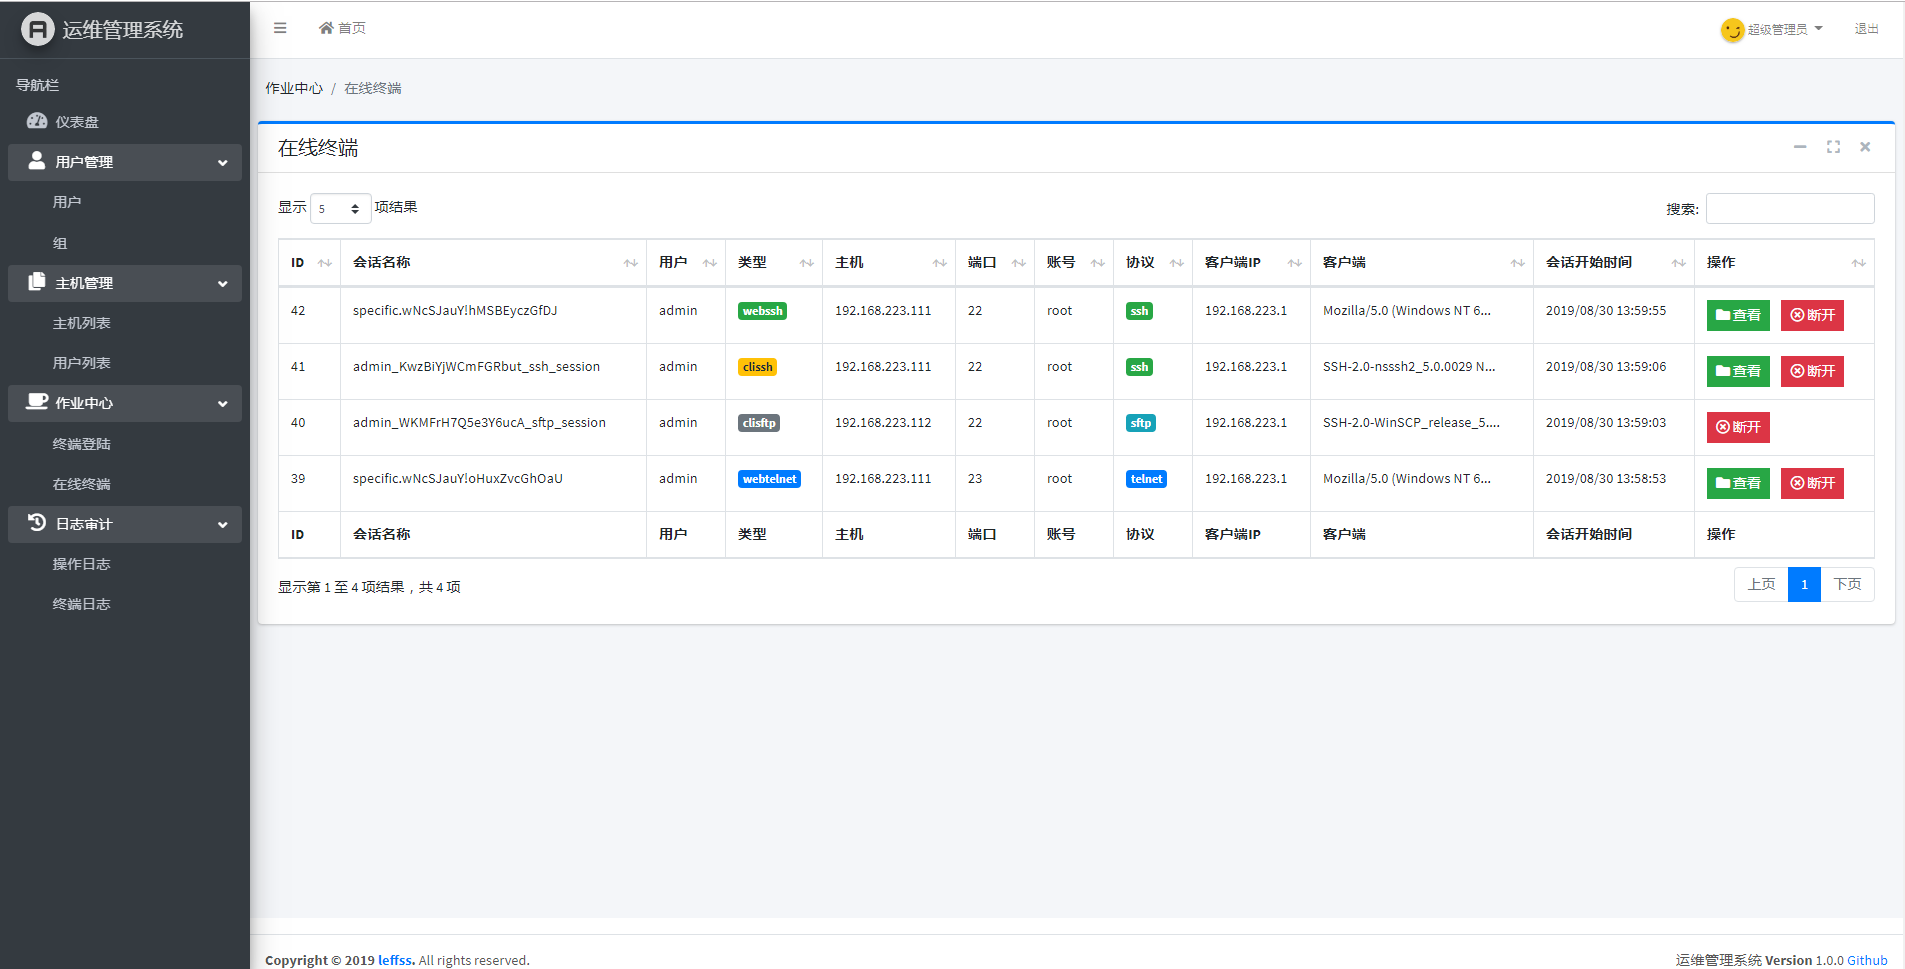 运维管理系统
首页
超级管理员
退出
导航栏
仪表盘
用户管理
用户
组
主机管理
主机列表
用户列表
作业中心
终端登陆
在线终端
日志审计
操作日志
终端日志
作业中心 / 在线终端
在线终端
显示 5 项结果
搜索:
ID 会话名称 用户 类型 主机 端口 账号 协议 客户端IP 客户端 会话开始时间 操作
42 specific.wNcSJauY!hMSBEyczGfDJ admin webssh 192.168.223.111 22 root ssh 192.168.223.1 Mozilla/5.0 (Windows NT 6... 2019/08/30 13:59:55 查看 断开
41 admin_KwzBiYjWCmFGRbut_ssh_session admin clissh 192.168.223.111 22 root ssh 192.168.223.1 SSH-2.0-nsssh2_5.0.0029 N... 2019/08/30 13:59:06 查看 断开
40 admin_WKMFrH7Q5e3Y6ucA_sftp_session admin clisftp 192.168.223.112 22 root sftp 192.168.223.1 SSH-2.0-WinSCP_release_5.... 2019/08/30 13:59:03 断开
39 specific.wNcSJauY!oHuxZvcGhOaU admin webtelnet 192.168.223.111 23 root telnet 192.168.223.1 Mozilla/5.0 (Windows NT 6... 2019/08/30 13:58:53 查看 断开
ID 会话名称 用户 类型 主机 端口 账号 协议 客户端IP 客户端 会话开始时间 操作
显示第 1 至 4 项结果，共 4 项
上页 1 下页
Copyright © 2019 leffss. All rights reserved.
运维管理系统 Version 1.0.0 Github